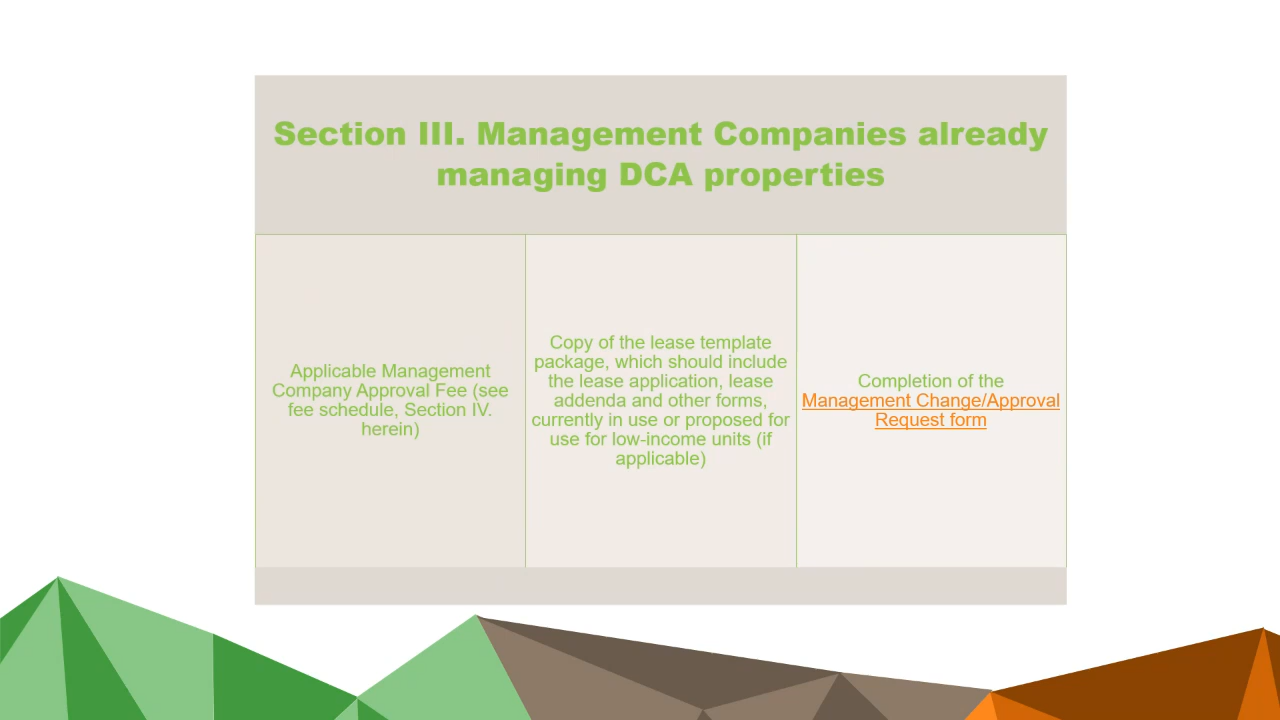 Section III. Management Companies already
managing DCA properties
Applicable Management
Company Approval Fee (see
fee schedule, Section IV.
herein)
Copy of the lease template
package, which should include
the lease application, lease
addenda and other forms,
currently in use or proposed for
use for low-income units (if
applicable)
Completion of the
Management Change/Approval
Request form